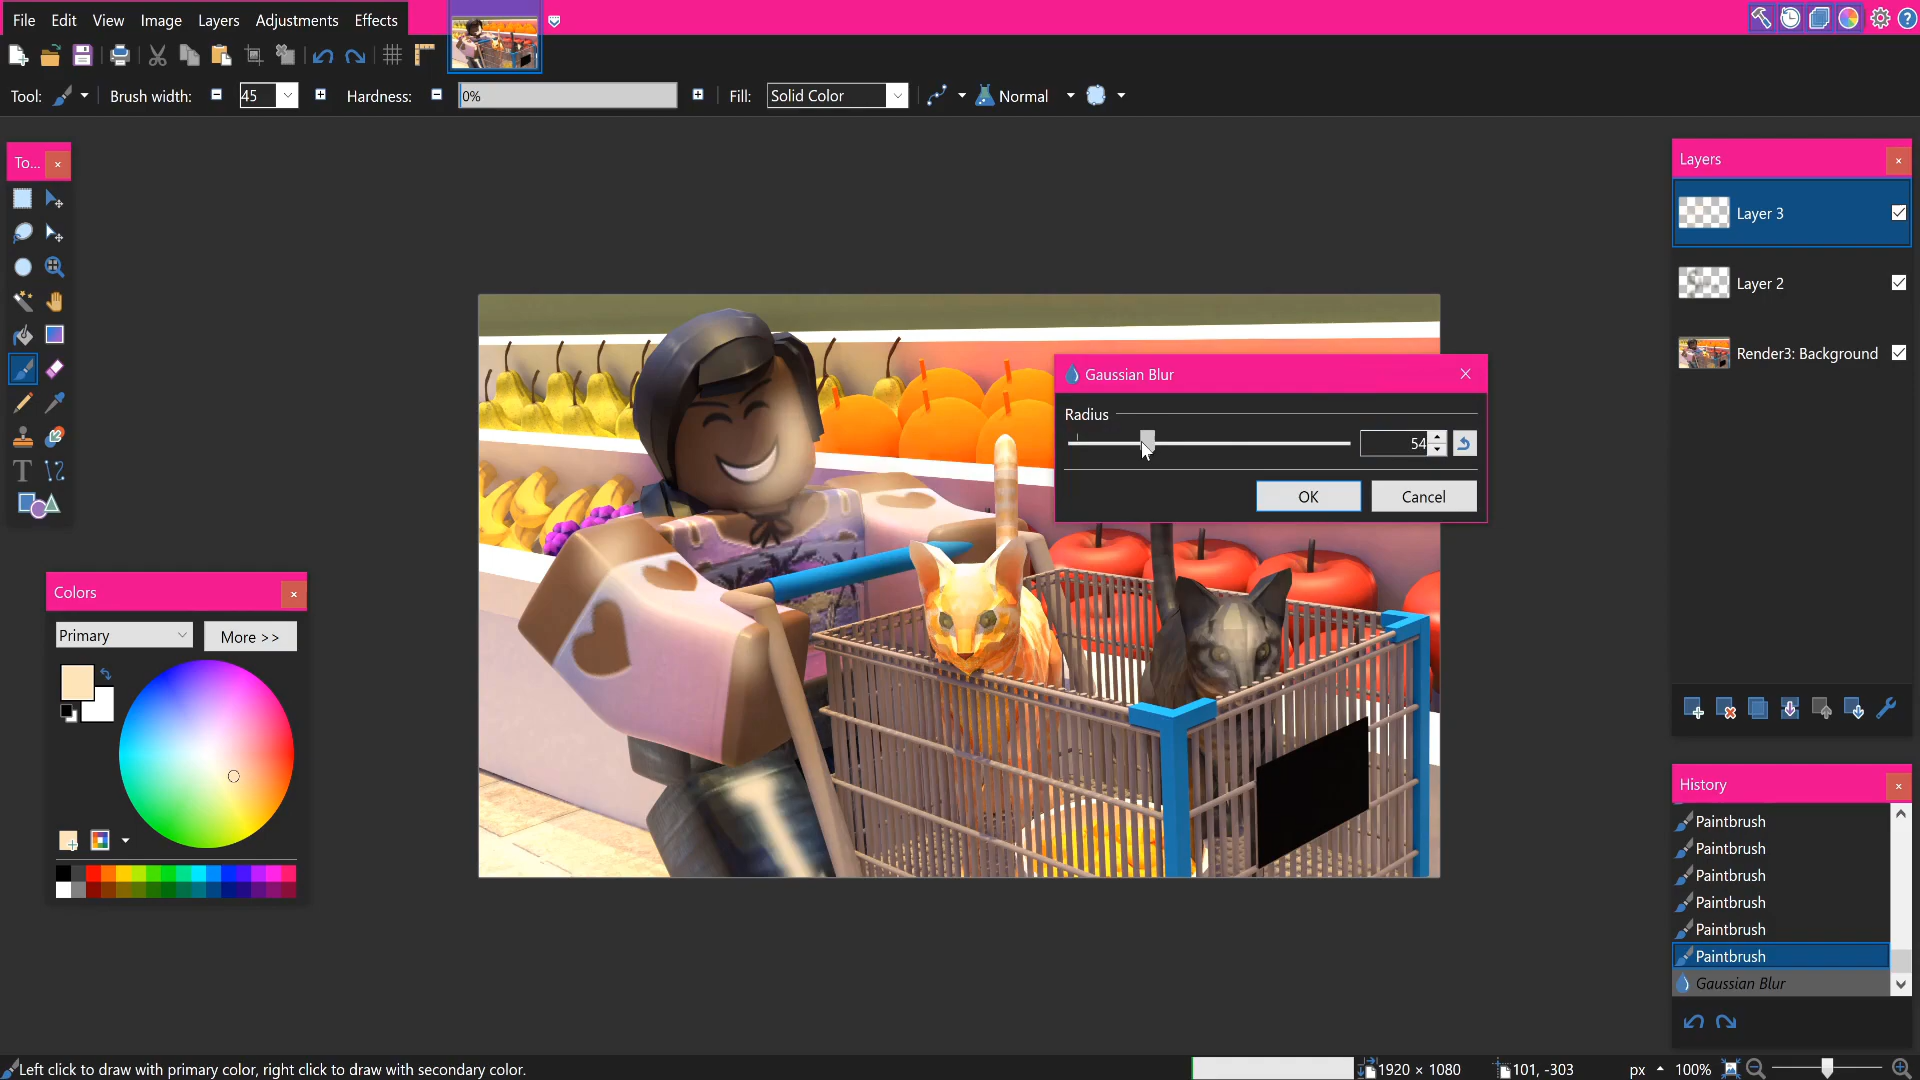 File Edit View Image Layers Adjustments Effects
Tool: Brush width: 45 Hardness: 0% Fill: Solid Color Normal
To...
Layers
Layer 3
Layer 2
Render3: Background
Gaussian Blur
Radius
54
OK Cancel
Colors
Primary More >>
History
Paintbrush
Paintbrush
Paintbrush
Paintbrush
Paintbrush
Paintbrush
Gaussian Blur
Left click to draw with primary color, right click to draw with secondary color.
1920 × 1080 101, -303 px 100%